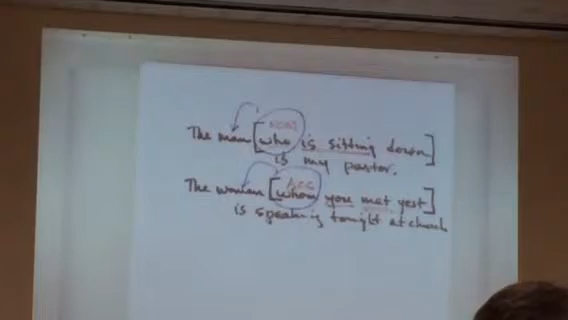 NOM
The man [who is sitting down]
is my pastor.
ACC
The woman [whom you met yest]
is speaking tonight at church